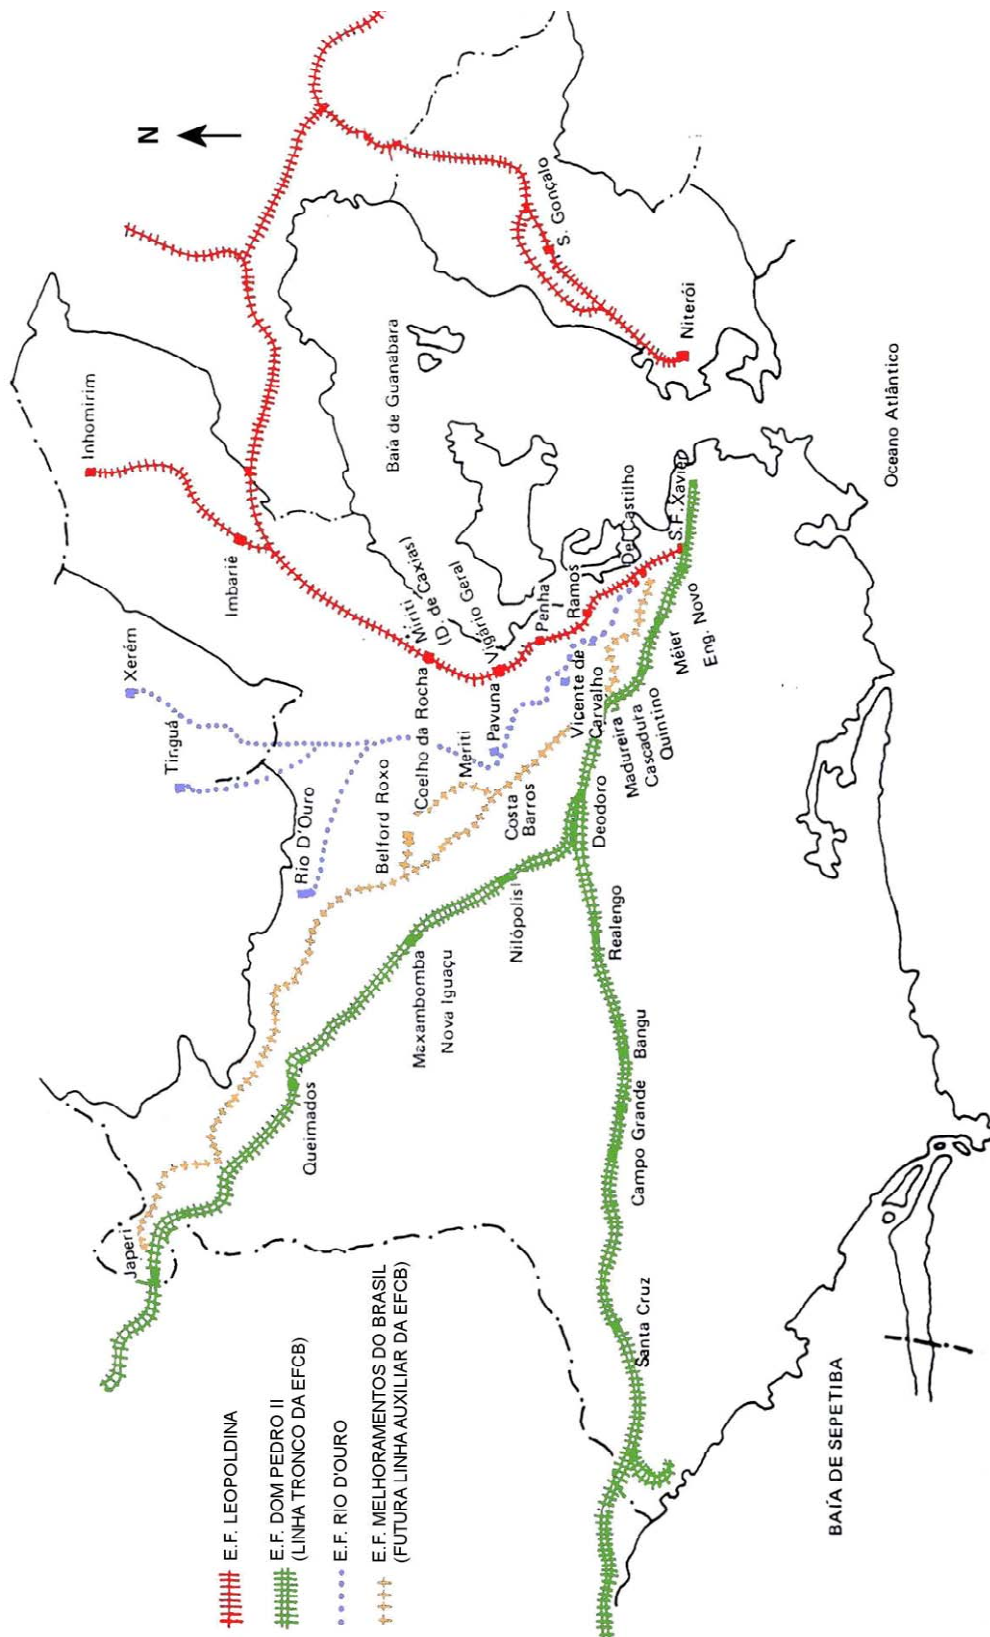 N
Inhomirim
Xerém
Imbariê
Tinguá
Rio D'Ouro
Baía de Guanabara
S. Gonçalo
Niterói
Miriti
(D. de Caxias)
Vigário Geral
Penha
Ramos
Del Castilho
S.F. Xavier
Coelho da Rocha
Pavuna
Meriti
Belford Roxo
Costa
Barros
Vicente de
Carvalho
Madureira
Cascadura
Quintino
Méier
Eng. Novo
Deodoro
Nilópolis
Maxambomba
Nova Iguaçu
Queimados
Japeri
Realengo
Bangu
Campo Grande
Santa Cruz
Oceano Atlântico
BAÍA DE SEPETIBA
E.F. LEOPOLDINA
E.F. DOM PEDRO II
(LINHA TRONCO DA EFCB)
E.F. RIO D'OURO
E.F. MELHORAMENTOS DO BRASIL
(FUTURA LINHA AUXILIAR DA EFCB)